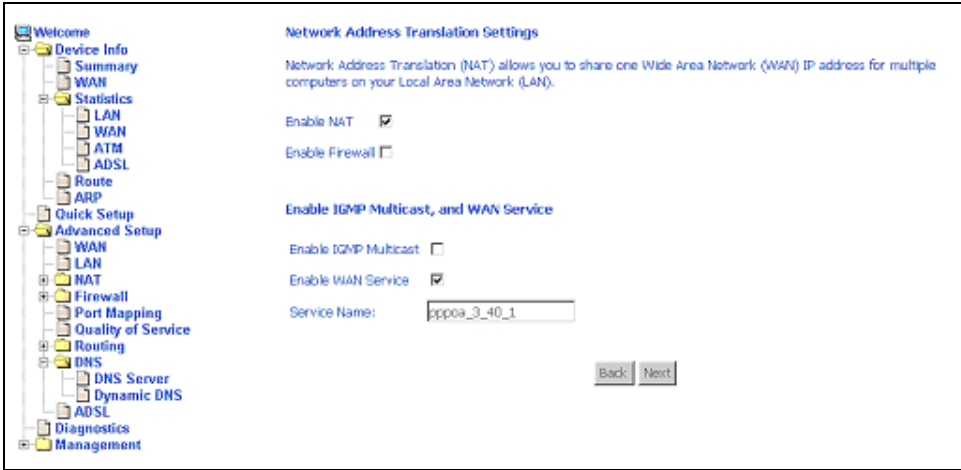 Welcome
Device Info
Summary
WAN
Statistics
LAN
WAN
ATM
ADSL
Route
ARP
Quick Setup
Advanced Setup
WAN
LAN
NAT
Firewall
Port Mapping
Quality of Service
Routing
DNS
DNS Server
Dynamic DNS
ADSL
Diagnostics
Management
Network Address Translation Settings
Network Address Translation (NAT) allows you to share one Wide Area Network (WAN) IP address for multiple
computers on your Local Area Network (LAN).
Enable NAT
Enable Firewall
Enable IGMP Multicast, and WAN Service
Enable IGMP Multicast
Enable WAN Service
Service Name: pppoa_3_40_1
Back Next